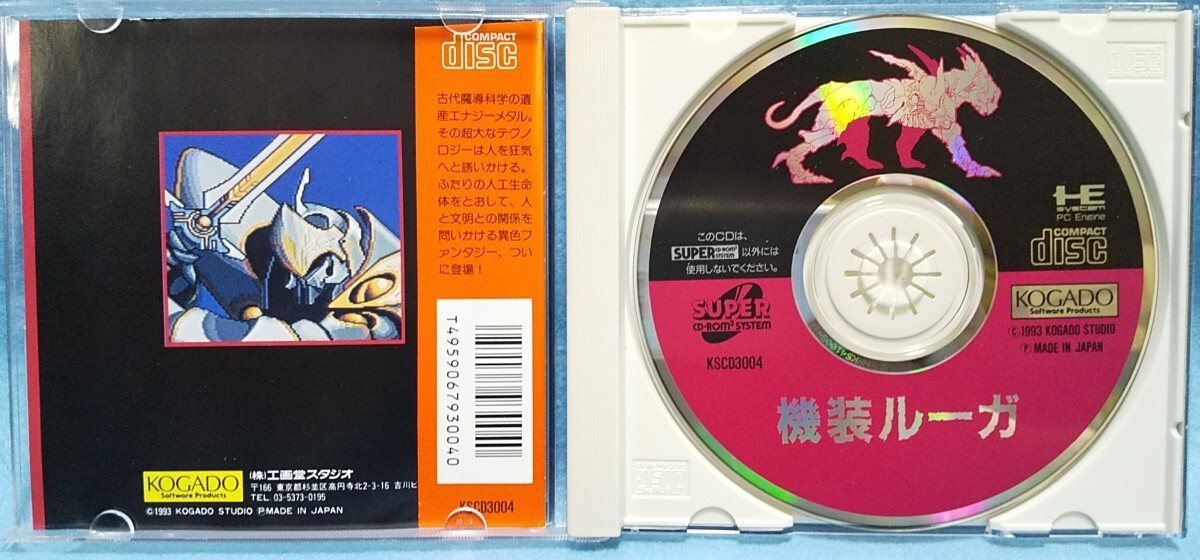 COMPACT
disc
古代魔導科学の遺
産エナジーメタル。
その超大なテクノ
ロジーは人を狂気
へと誘いかける。
ふたりの人工生命
体をとおして、人
と文明との関係を
問いかける異色フ
ァンタジー、つい
に登場！
T4959067930040
KOGADO
Software Products
(株)工画堂スタジオ
〒166 東京都杉並区高円寺北2-3-16 吉川ビ
TEL. 03-5373-0195
©1993 KOGADO STUDIO ⓅMADE IN JAPAN
KSCD3004
HE
system
PC Engine
COMPACT
disc
このCDは、
SUPER CD-ROM² SYSTEM 以外には
使用しないでください。
SUPER
CD-ROM² SYSTEM
KSCD3004
KOGADO
Software Products
©1993 KOGADO STUDIO
Ⓟ MADE IN JAPAN
機装ルーガ